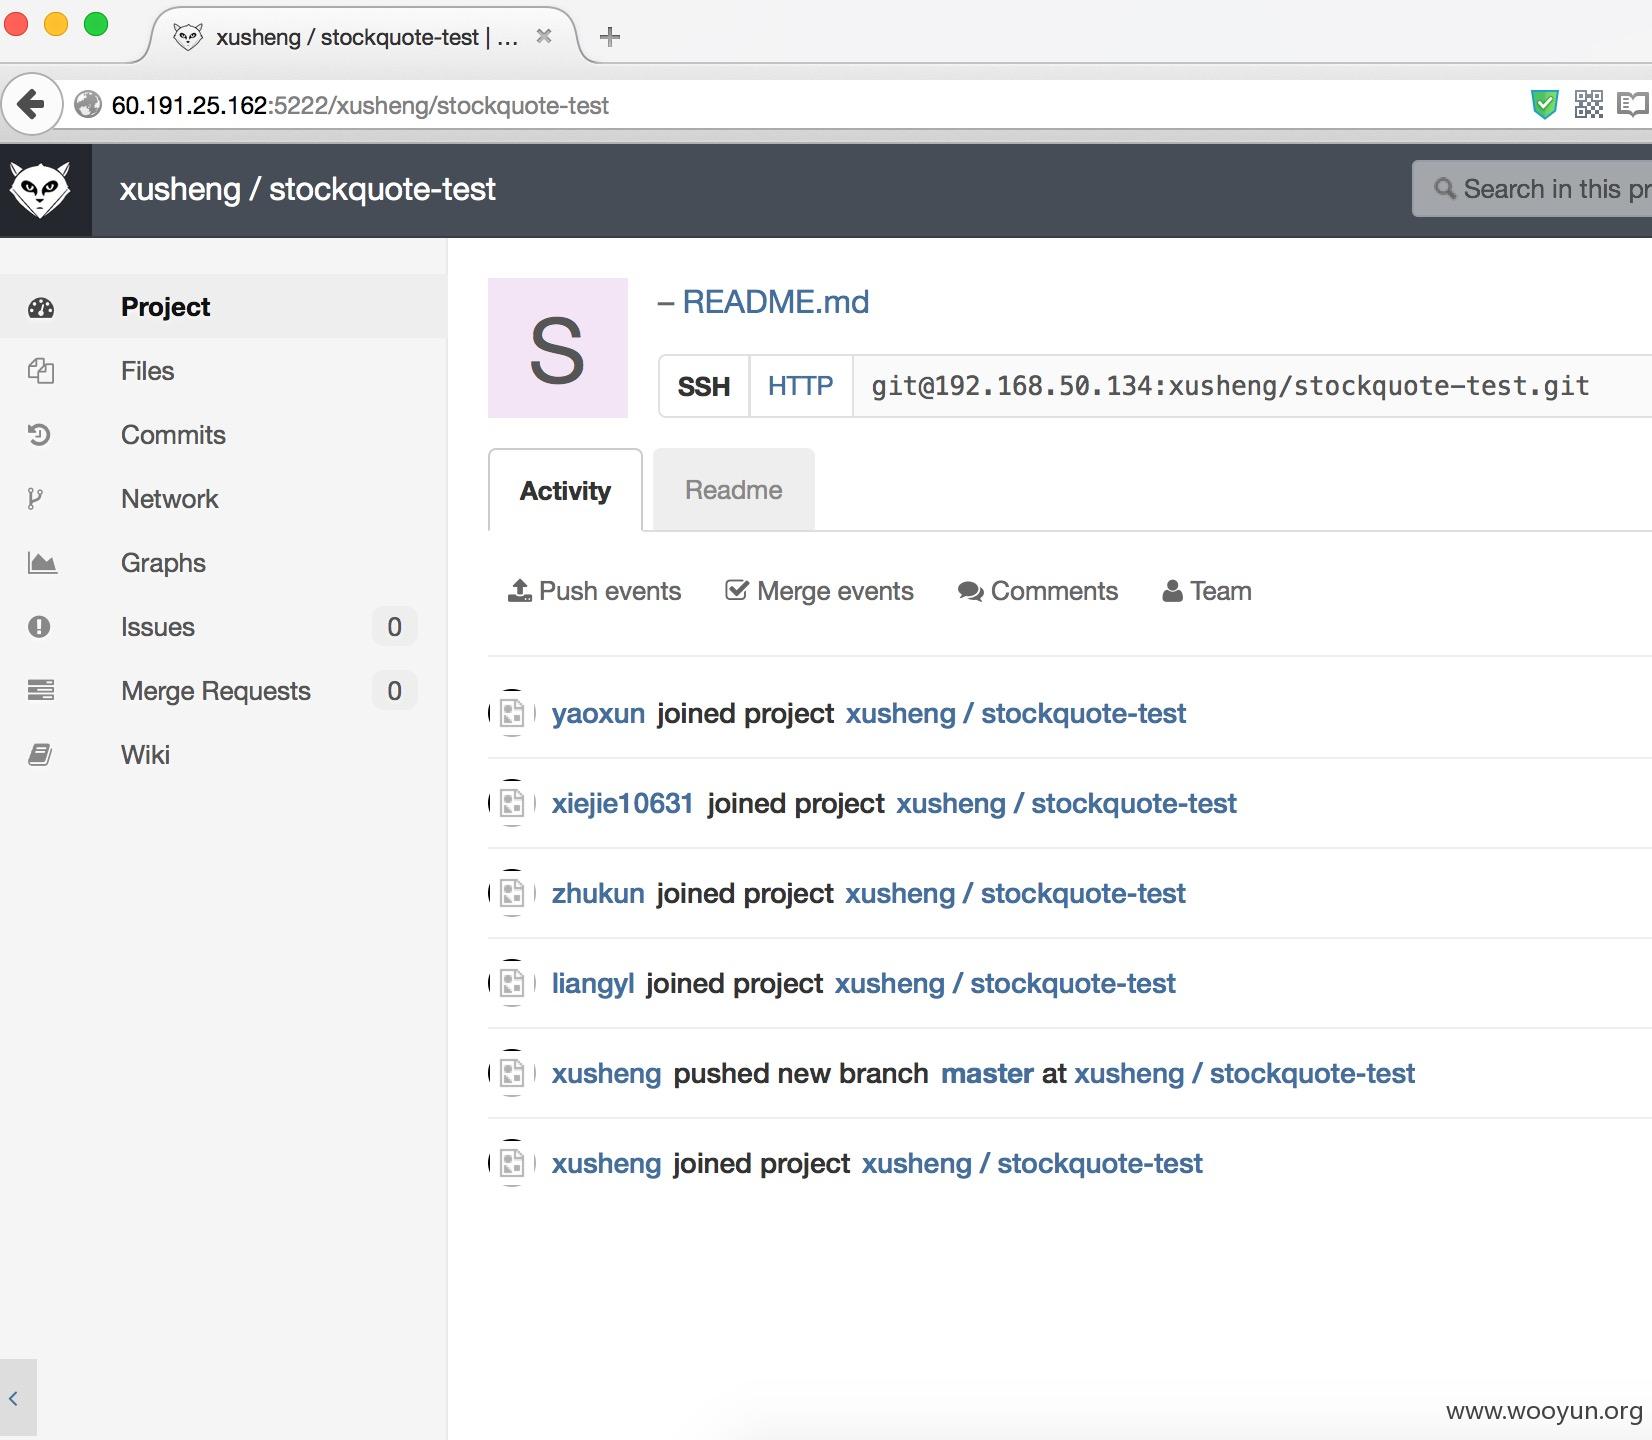 xusheng / stockquote-test | ...
60.191.25.162:5222/xusheng/stockquote-test
xusheng / stockquote-test
Search in this pr
Project
Files
Commits
Network
Graphs
Issues 0
Merge Requests 0
Wiki
S
– README.md
SSH HTTP git@192.168.50.134:xusheng/stockquote-test.git
Activity Readme
Push events Merge events Comments Team
yaoxun joined project xusheng / stockquote-test
xiejie10631 joined project xusheng / stockquote-test
zhukun joined project xusheng / stockquote-test
liangyl joined project xusheng / stockquote-test
xusheng pushed new branch master at xusheng / stockquote-test
xusheng joined project xusheng / stockquote-test
www.wooyun.org